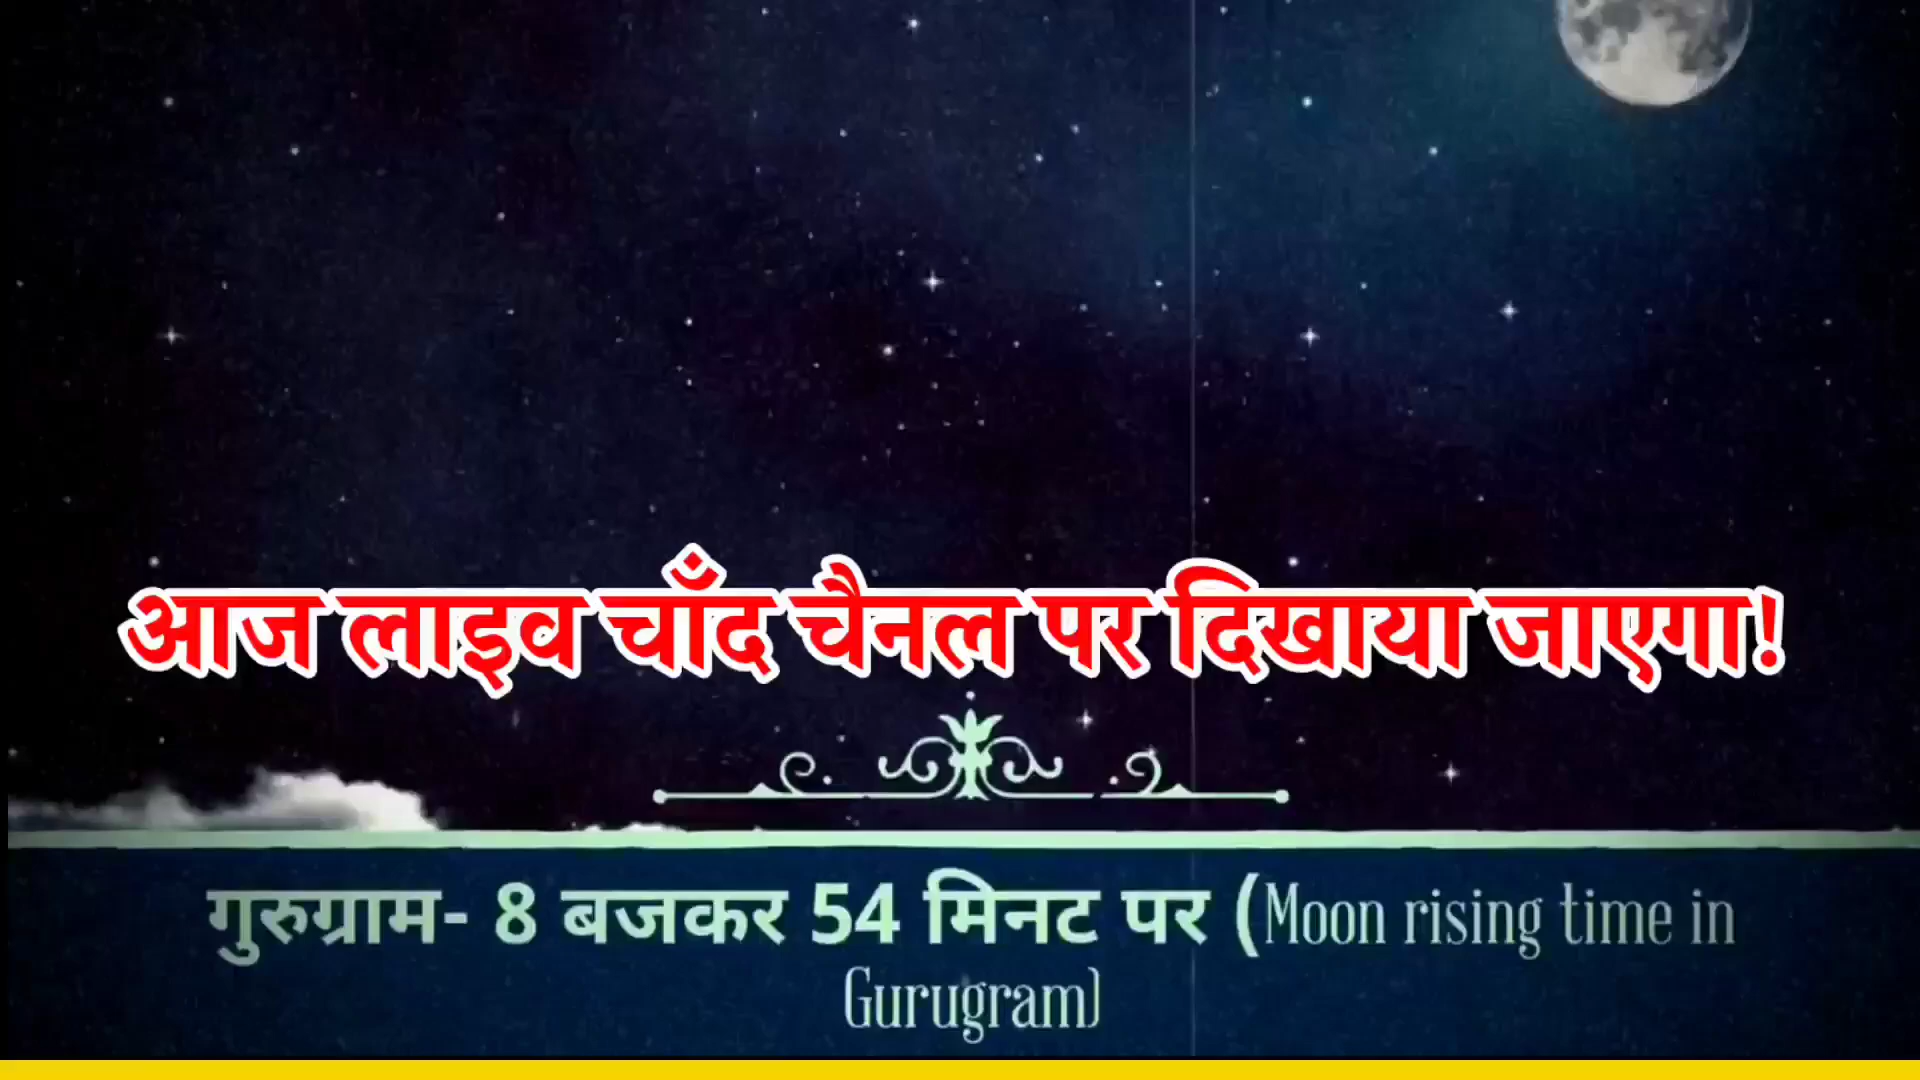 आज लाइव चाँद चैनल पर दिखाया जाएगा!
गुरुग्राम- 8 बजकर 54 मिनट पर (Moon rising time in
Gurugram)